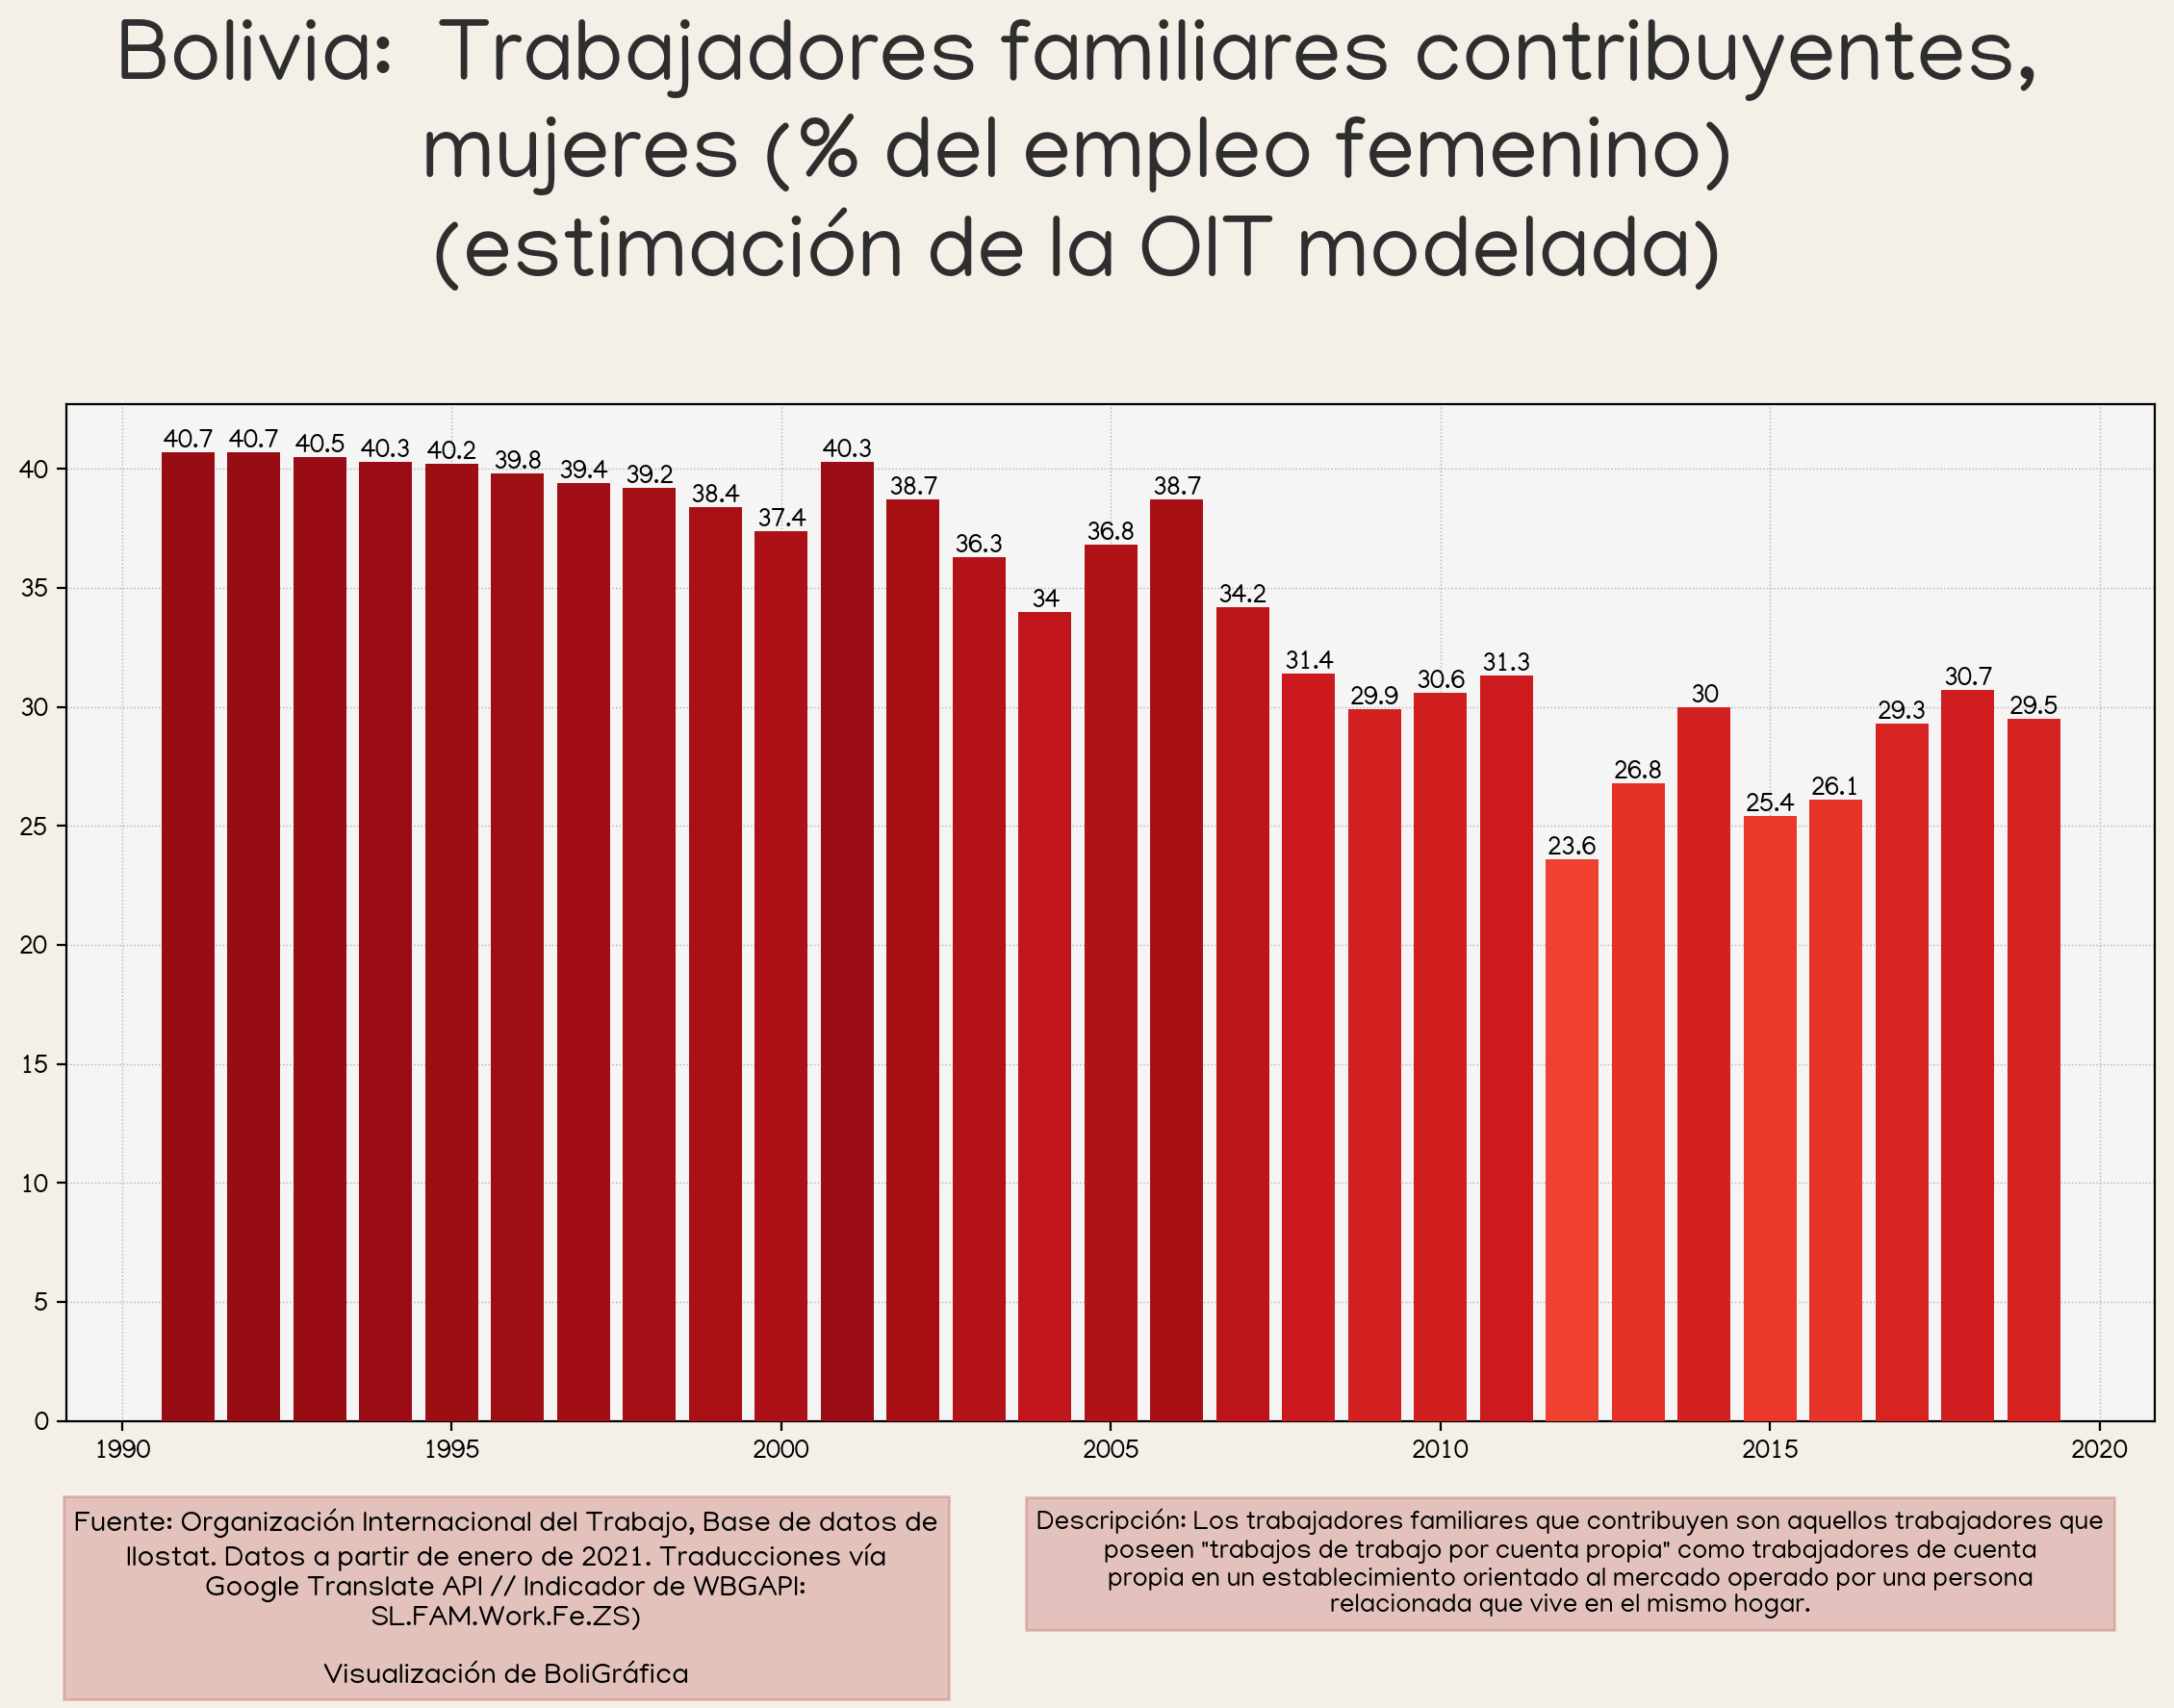 Bolivia: Trabajadores familiares contribuyentes,
mujeres (% del empleo femenino)
(estimación de la OIT modelada)
40.7 40.7 40.5 40.3 40.2 39.8 39.4 39.2 38.4 37.4 40.3 38.7 36.3 34 36.8 38.7 34.2 31.4 29.9 30.6 31.3 23.6 26.8 30 25.4 26.1 29.3 30.7 29.5
40
35
30
25
20
15
10
5
0
1990 1995 2000 2005 2010 2015 2020
Fuente: Organización Internacional del Trabajo, Base de datos de
Ilostat. Datos a partir de enero de 2021. Traducciones vía
Google Translate API // Indicador de WBGAPI:
SL.FAM.Work.Fe.ZS)
Visualización de BoliGráfica
Descripción: Los trabajadores familiares que contribuyen son aquellos trabajadores que
poseen "trabajos de trabajo por cuenta propia" como trabajadores de cuenta
propia en un establecimiento orientado al mercado operado por una persona
relacionada que vive en el mismo hogar.